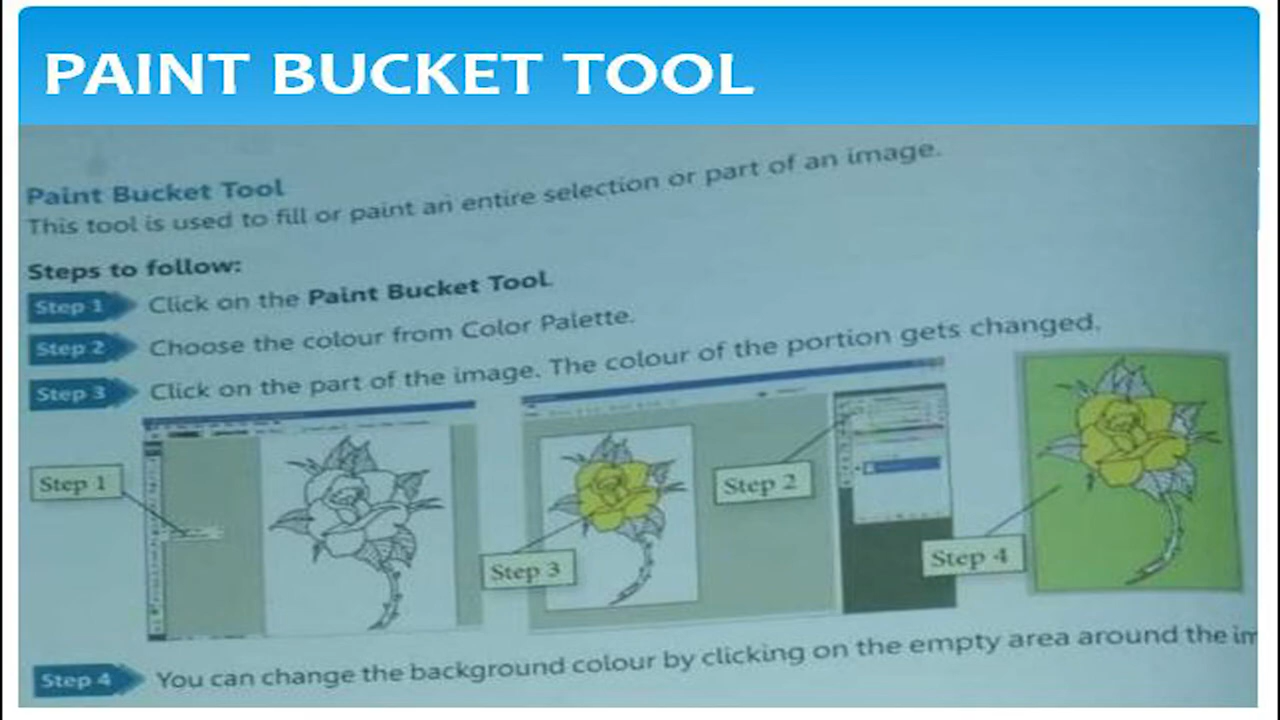 PAINT BUCKET TOOL
Paint Bucket Tool
This tool is used to fill or paint an entire selection or part of an image.
Steps to follow:
Step 1 Click on the Paint Bucket Tool.
Step 2 Choose the colour from Color Palette.
Step 3 Click on the part of the image. The colour of the portion gets changed.
Step 1
Step 2
Step 3
Step 4
Step 4 You can change the background colour by clicking on the empty area around the im